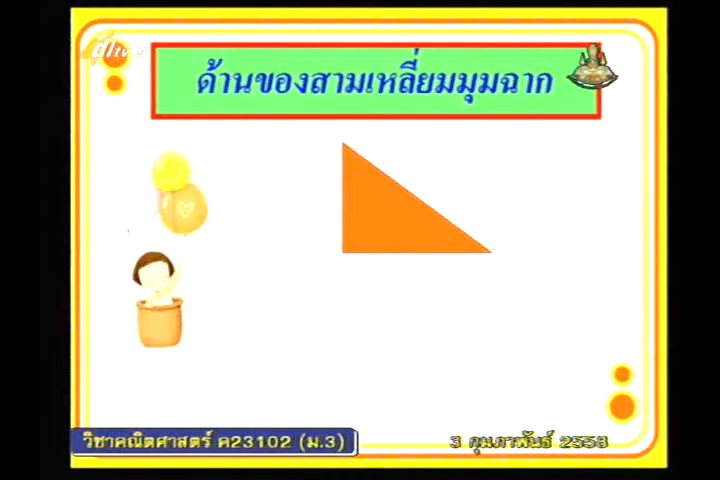 ด้านของสามเหลี่ยมมุมฉาก
วิชาคณิตศาสตร์ ค23102 (ม.3)
3 กุมภาพันธ์ 2558